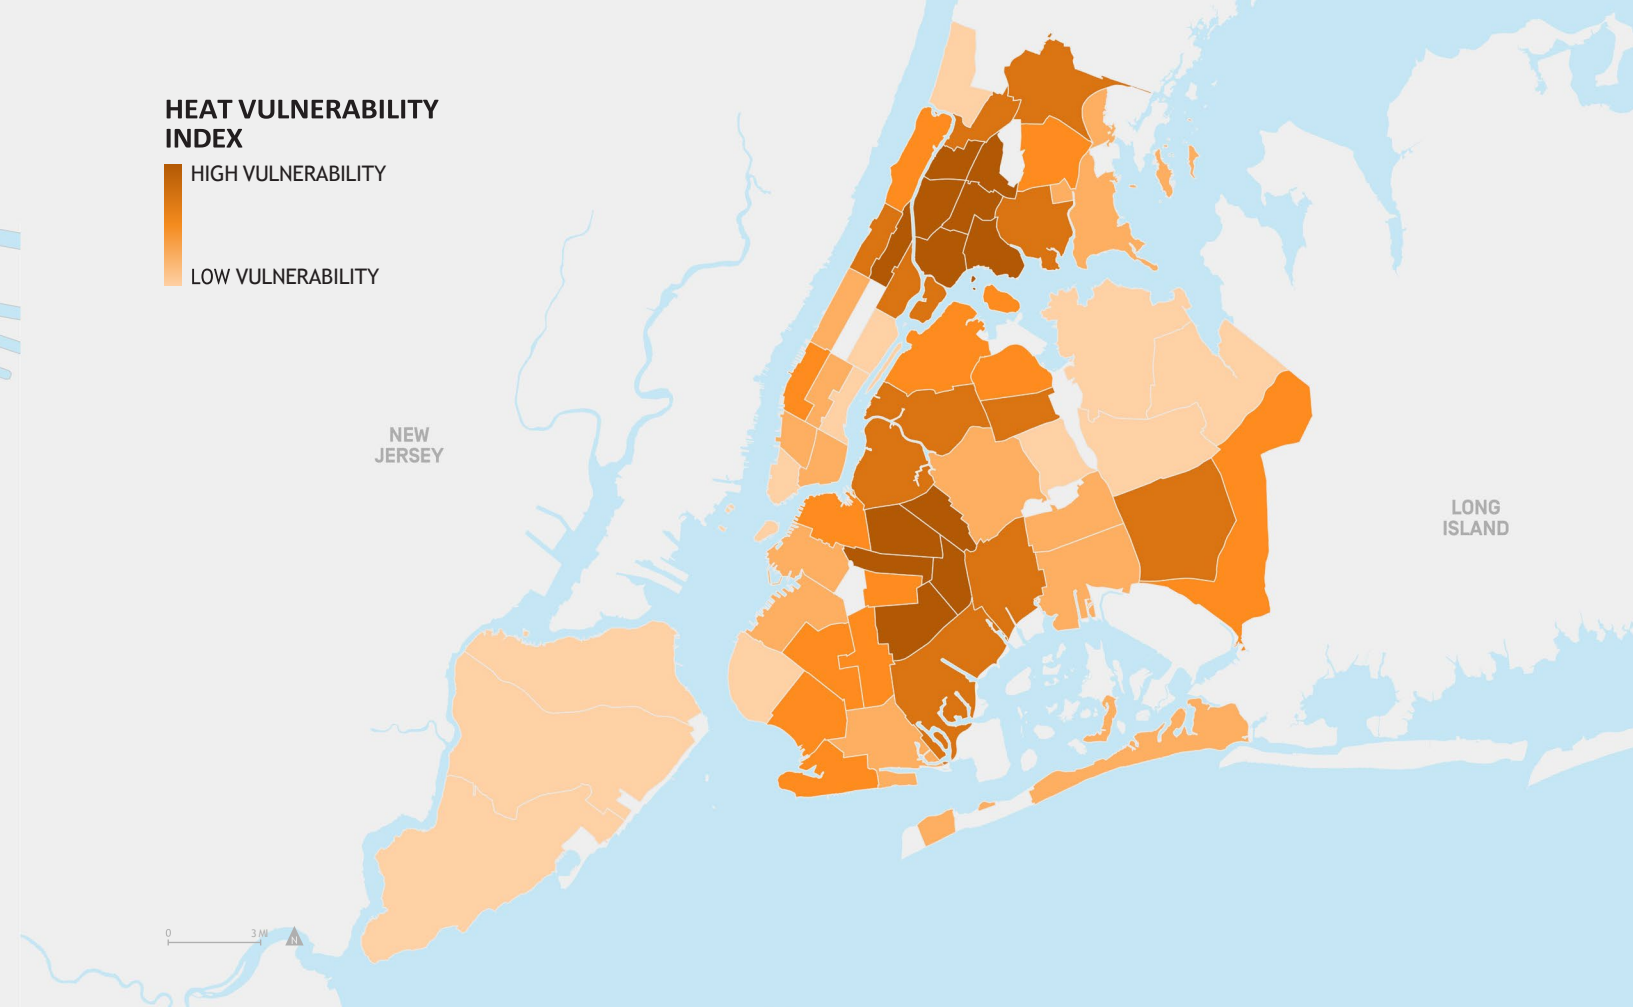 HEAT VULNERABILITY
INDEX
HIGH VULNERABILITY
LOW VULNERABILITY
NEW
JERSEY
LONG
ISLAND
0 3 MI
N